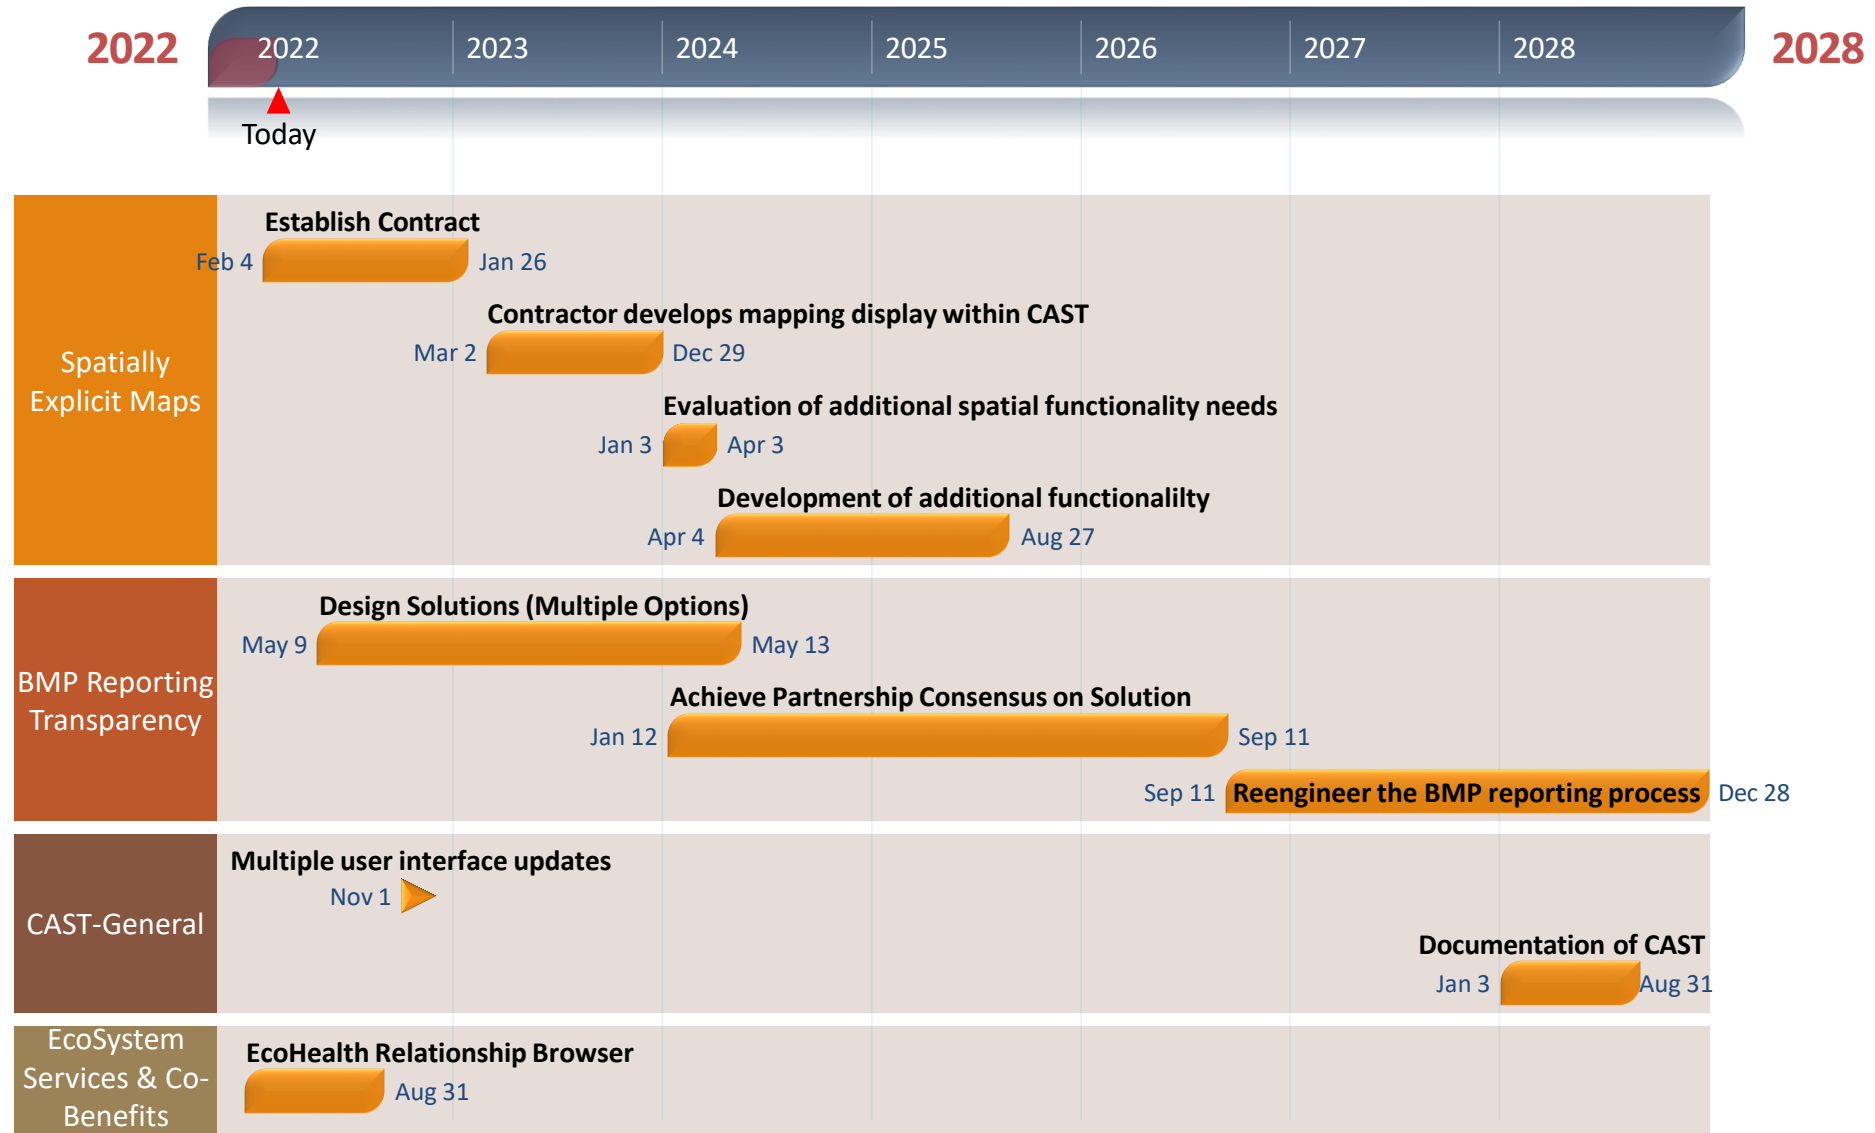 2022
2022
2023
2024
2025
2026
2027
2028
2028
Today
Spatially
Explicit Maps
Establish Contract
Feb 4
Jan 26
Contractor develops mapping display within CAST
Mar 2
Dec 29
Evaluation of additional spatial functionality needs
Jan 3
Apr 3
Development of additional functionalilty
Apr 4
Aug 27
BMP Reporting
Transparency
Design Solutions (Multiple Options)
May 9
May 13
Achieve Partnership Consensus on Solution
Jan 12
Sep 11
Sep 11
Reengineer the BMP reporting process
Dec 28
CAST-General
Multiple user interface updates
Nov 1
Documentation of CAST
Jan 3
Aug 31
EcoSystem
Services & Co-
Benefits
EcoHealth Relationship Browser
Aug 31